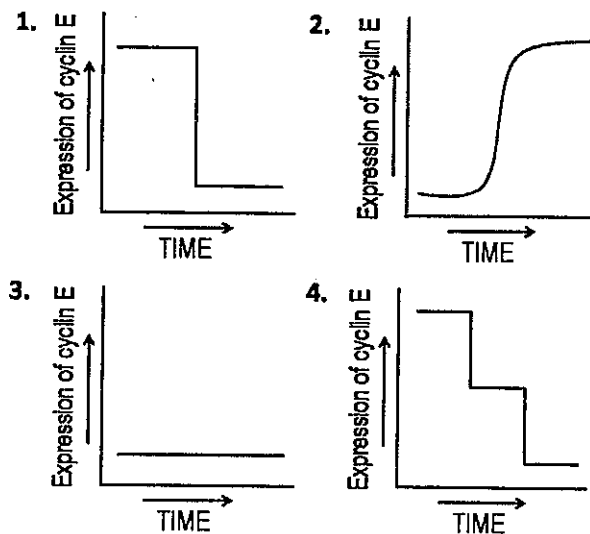 1.
Expression of cyclin E
TIME
2.
Expression of cyclin E
TIME
3.
Expression of cyclin E
TIME
4.
Expression of cyclin E
TIME